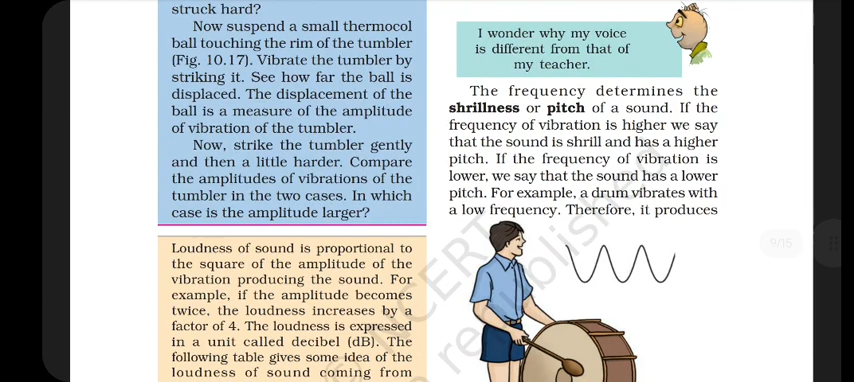 struck hard?
Now suspend a small thermocol
ball touching the rim of the tumbler
(Fig. 10.17). Vibrate the tumbler by
striking it. See how far the ball is
displaced. The displacement of the
ball is a measure of the amplitude
of vibration of the tumbler.
Now, strike the tumbler gently
and then a little harder. Compare
the amplitudes of vibrations of the
tumbler in the two cases. In which
case is the amplitude larger?
Loudness of sound is proportional to
the square of the amplitude of the
vibration producing the sound. For
example, if the amplitude becomes
twice, the loudness increases by a
factor of 4. The loudness is expressed
in a unit called decibel (dB). The
following table gives some idea of the
loudness of sound coming from
I wonder why my voice
is different from that of
my teacher.
The frequency determines the
shrillness or pitch of a sound. If the
frequency of vibration is higher we say
that the sound is shrill and has a higher
pitch. If the frequency of vibration is
lower, we say that the sound has a lower
pitch. For example, a drum vibrates with
a low frequency. Therefore, it produces
9/15
© NCERT